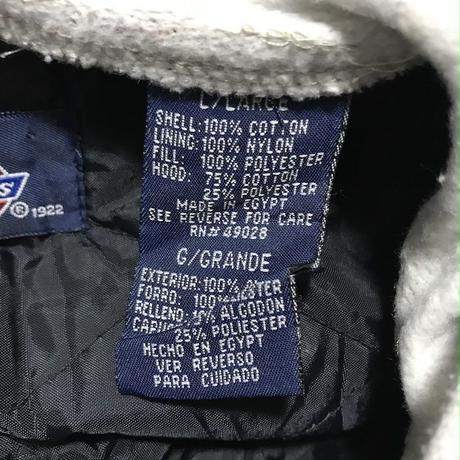 L/LARGE
SHELL: 100% COTTON
LINING: 100% NYLON
FILL: 100% POLYESTER
HOOD: 75% COTTON
25% POLYESTER
MADE IN EGYPT
SEE REVERSE FOR CARE
RN# 49028
G/GRANDE
EXTERIOR: 100%
FORRO: 100%
RELLENO: ALGODON
25% POLIESTER
HECHO EN EGYPT
VER REVERSO
PARA CUIDADO
S
® 1922